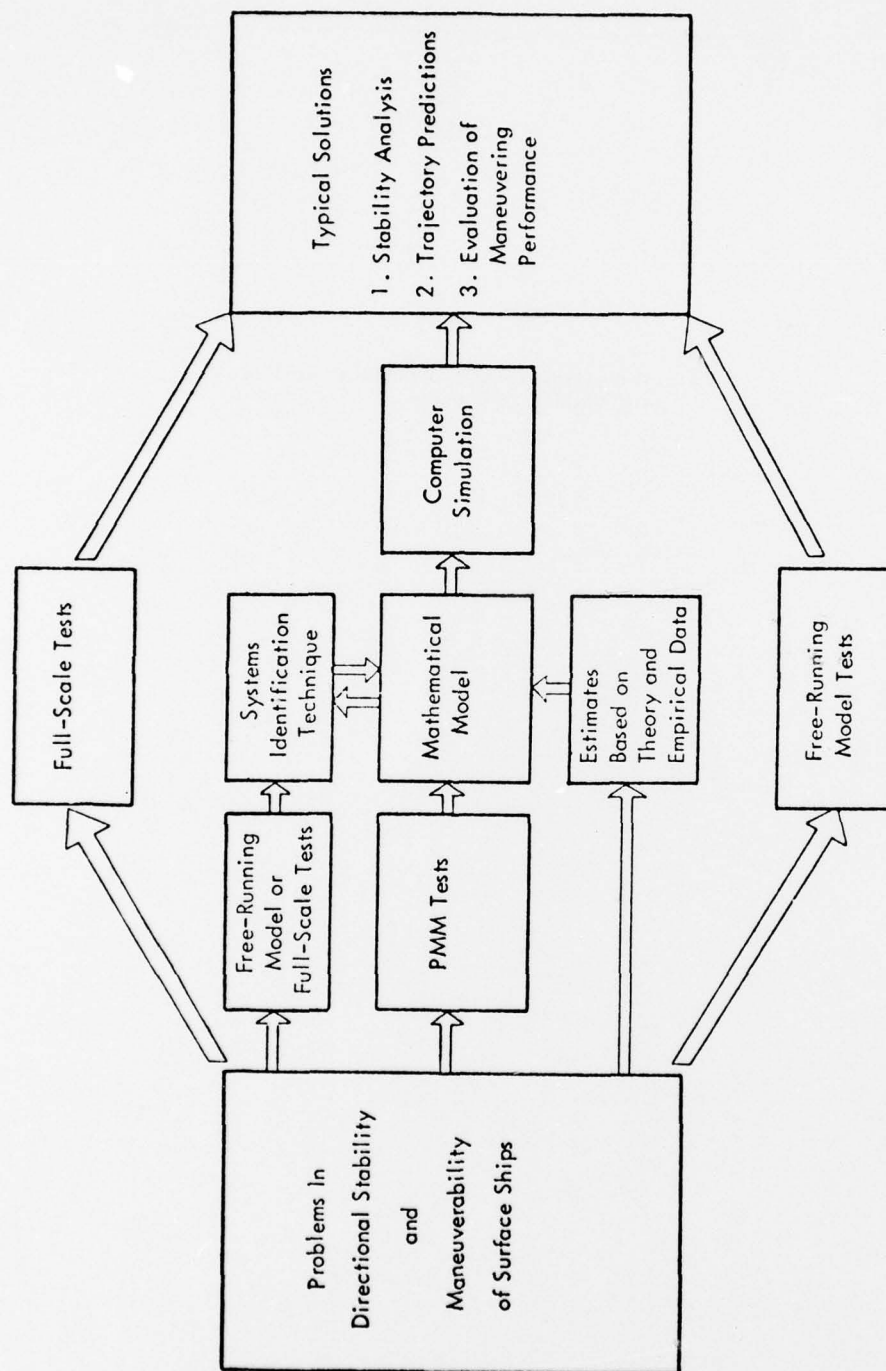 Problems In
Directional Stability
and
Maneuverability
of Surface Ships
Full-Scale Tests
Free-Running
Model or
Full-Scale Tests
Systems
Identification
Technique
PMM Tests
Mathematical
Model
Computer
Simulation
Estimates
Based on
Theory and
Empirical Data
Free-Running
Model Tests
Typical Solutions
1. Stability Analysis
2. Trajectory Predictions
3. Evaluation of
Maneuvering
Performance